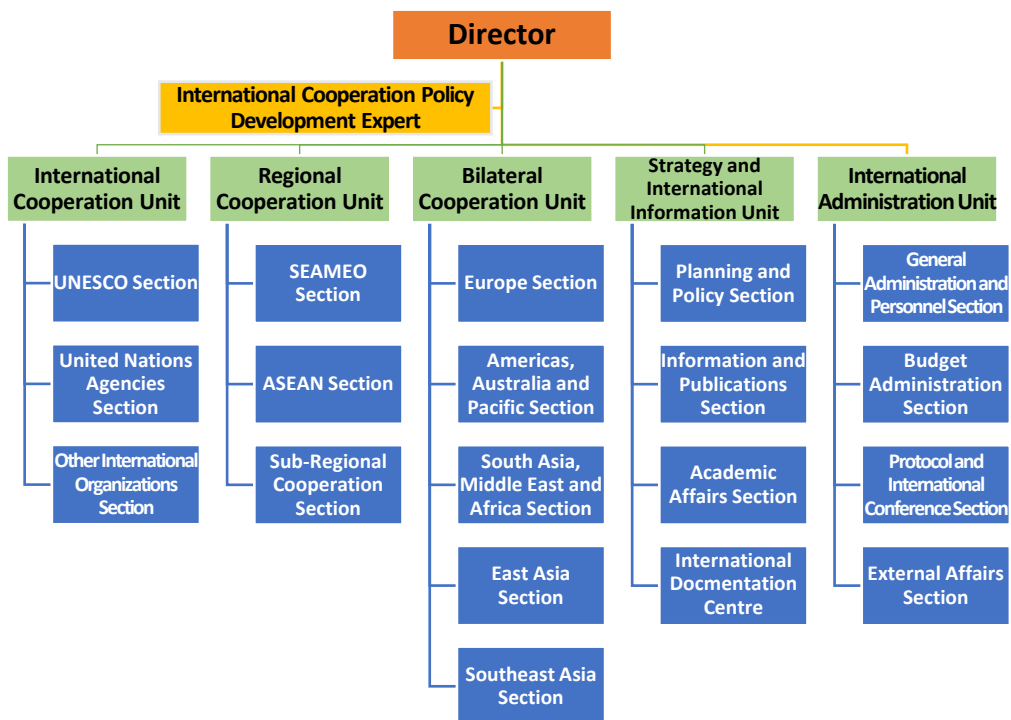 Director
International Cooperation Policy
Development Expert
International
Cooperation Unit
Regional
Cooperation Unit
Bilateral
Cooperation Unit
Strategy and
International
Information Unit
International
Administration Unit
UNESCO Section
United Nations
Agencies
Section
Other International
Organizations
Section
SEAMEO
Section
ASEAN Section
Sub-Regional
Cooperation
Section
Europe Section
Americas,
Australia and
Pacific Section
South Asia,
Middle East and
Africa Section
East Asia
Section
Southeast Asia
Section
Planning and
Policy Section
Information and
Publications
Section
Academic
Affairs Section
International
Docmentation
Centre
General
Administration and
Personnel Section
Budget
Administration
Section
Protocol and
International
Conference Section
External Affairs
Section